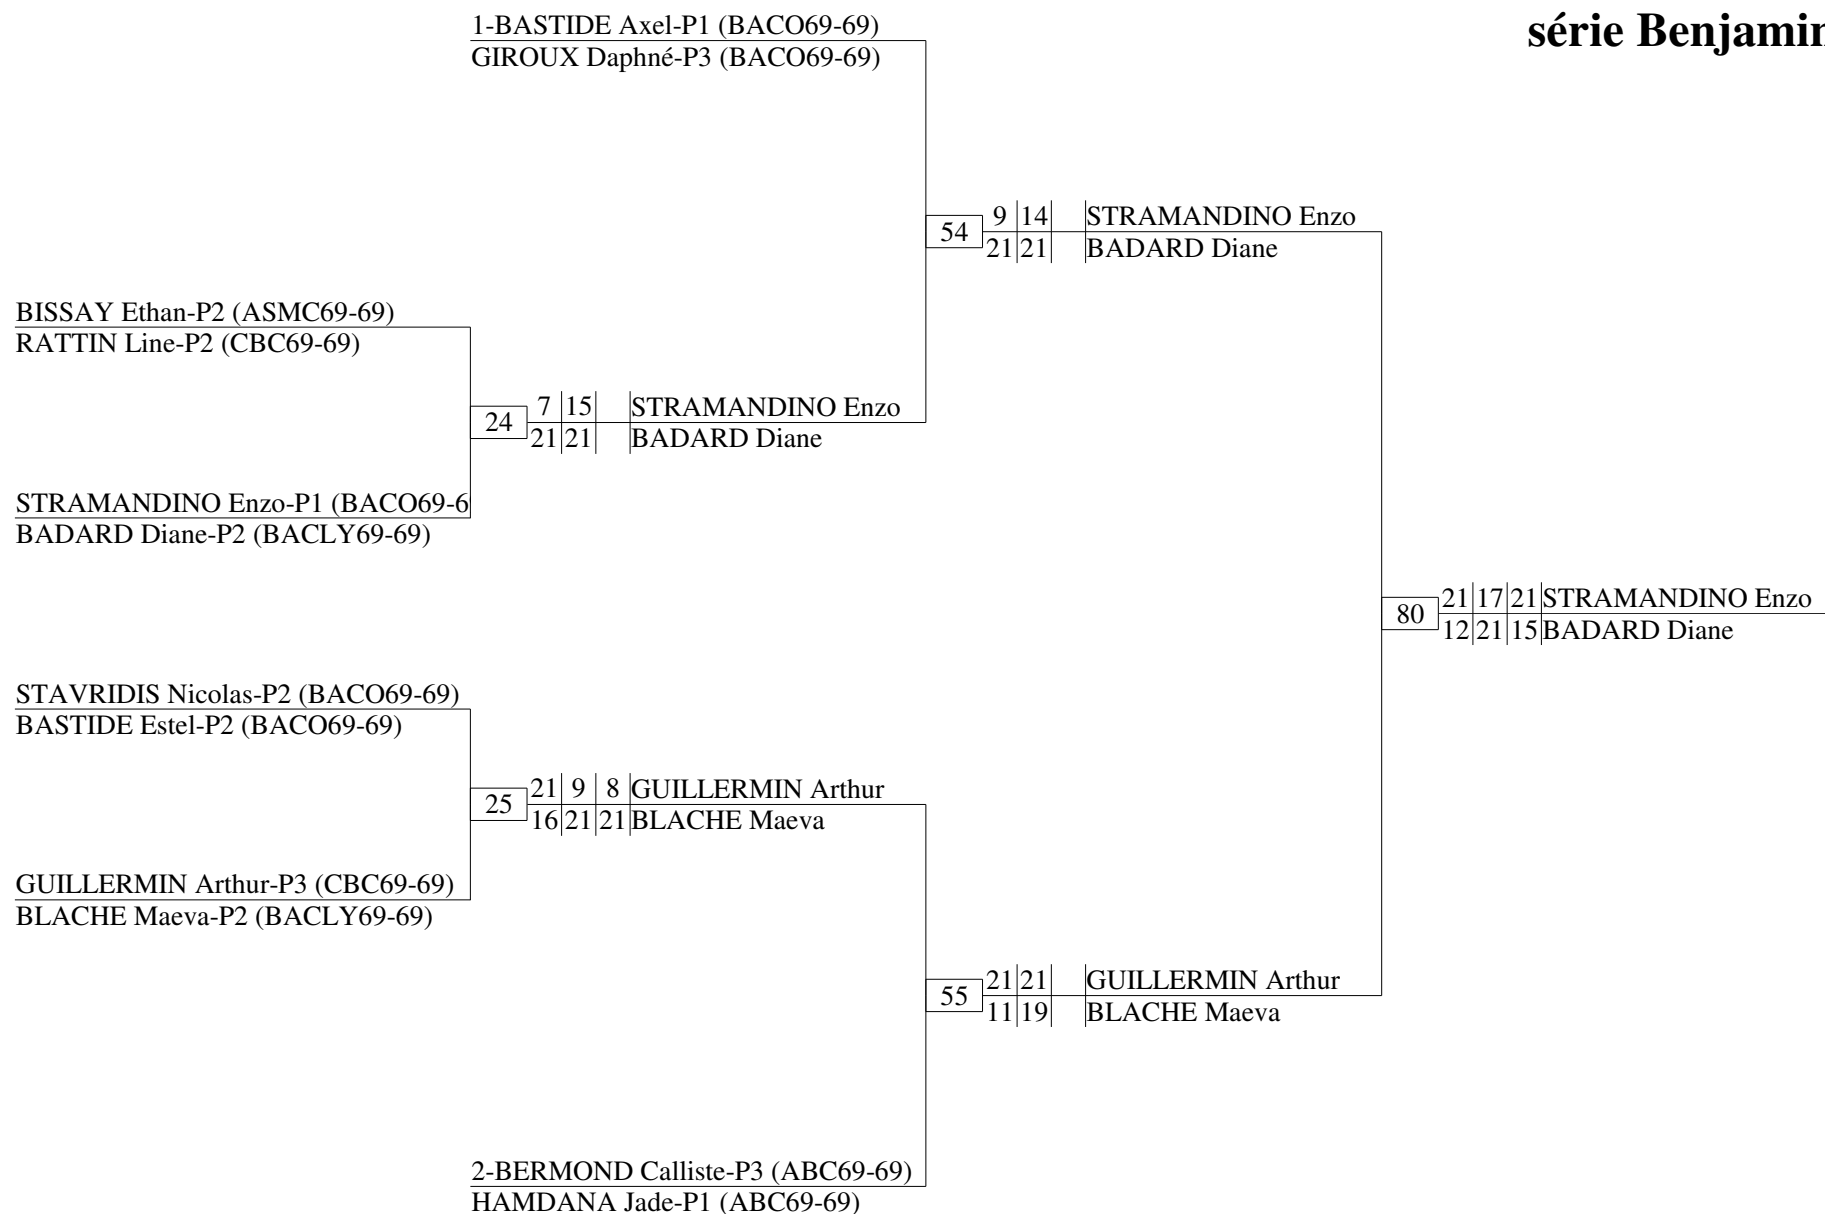 1-BASTIDE Axel-P1 (BACO69-69)
GIROUX Daphné-P3 (BACO69-69)
série Benjamin
9 14 STRAMANDINO Enzo
54
21 21 BADARD Diane
BISSAY Ethan-P2 (ASMC69-69)
RATTIN Line-P2 (CBC69-69)
7 15 STRAMANDINO Enzo
24
21 21 BADARD Diane
STRAMANDINO Enzo-P1 (BACO69-6
BADARD Diane-P2 (BACLY69-69)
21 17 21 STRAMANDINO Enzo
80
12 21 15 BADARD Diane
STAVRIDIS Nicolas-P2 (BACO69-69)
BASTIDE Estel-P2 (BACO69-69)
21 9 8 GUILLERMIN Arthur
25
16 21 21 BLACHE Maeva
GUILLERMIN Arthur-P3 (CBC69-69)
BLACHE Maeva-P2 (BACLY69-69)
21 21 GUILLERMIN Arthur
55
11 19 BLACHE Maeva
2-BERMOND Calliste-P3 (ABC69-69)
HAMDANA Jade-P1 (ABC69-69)